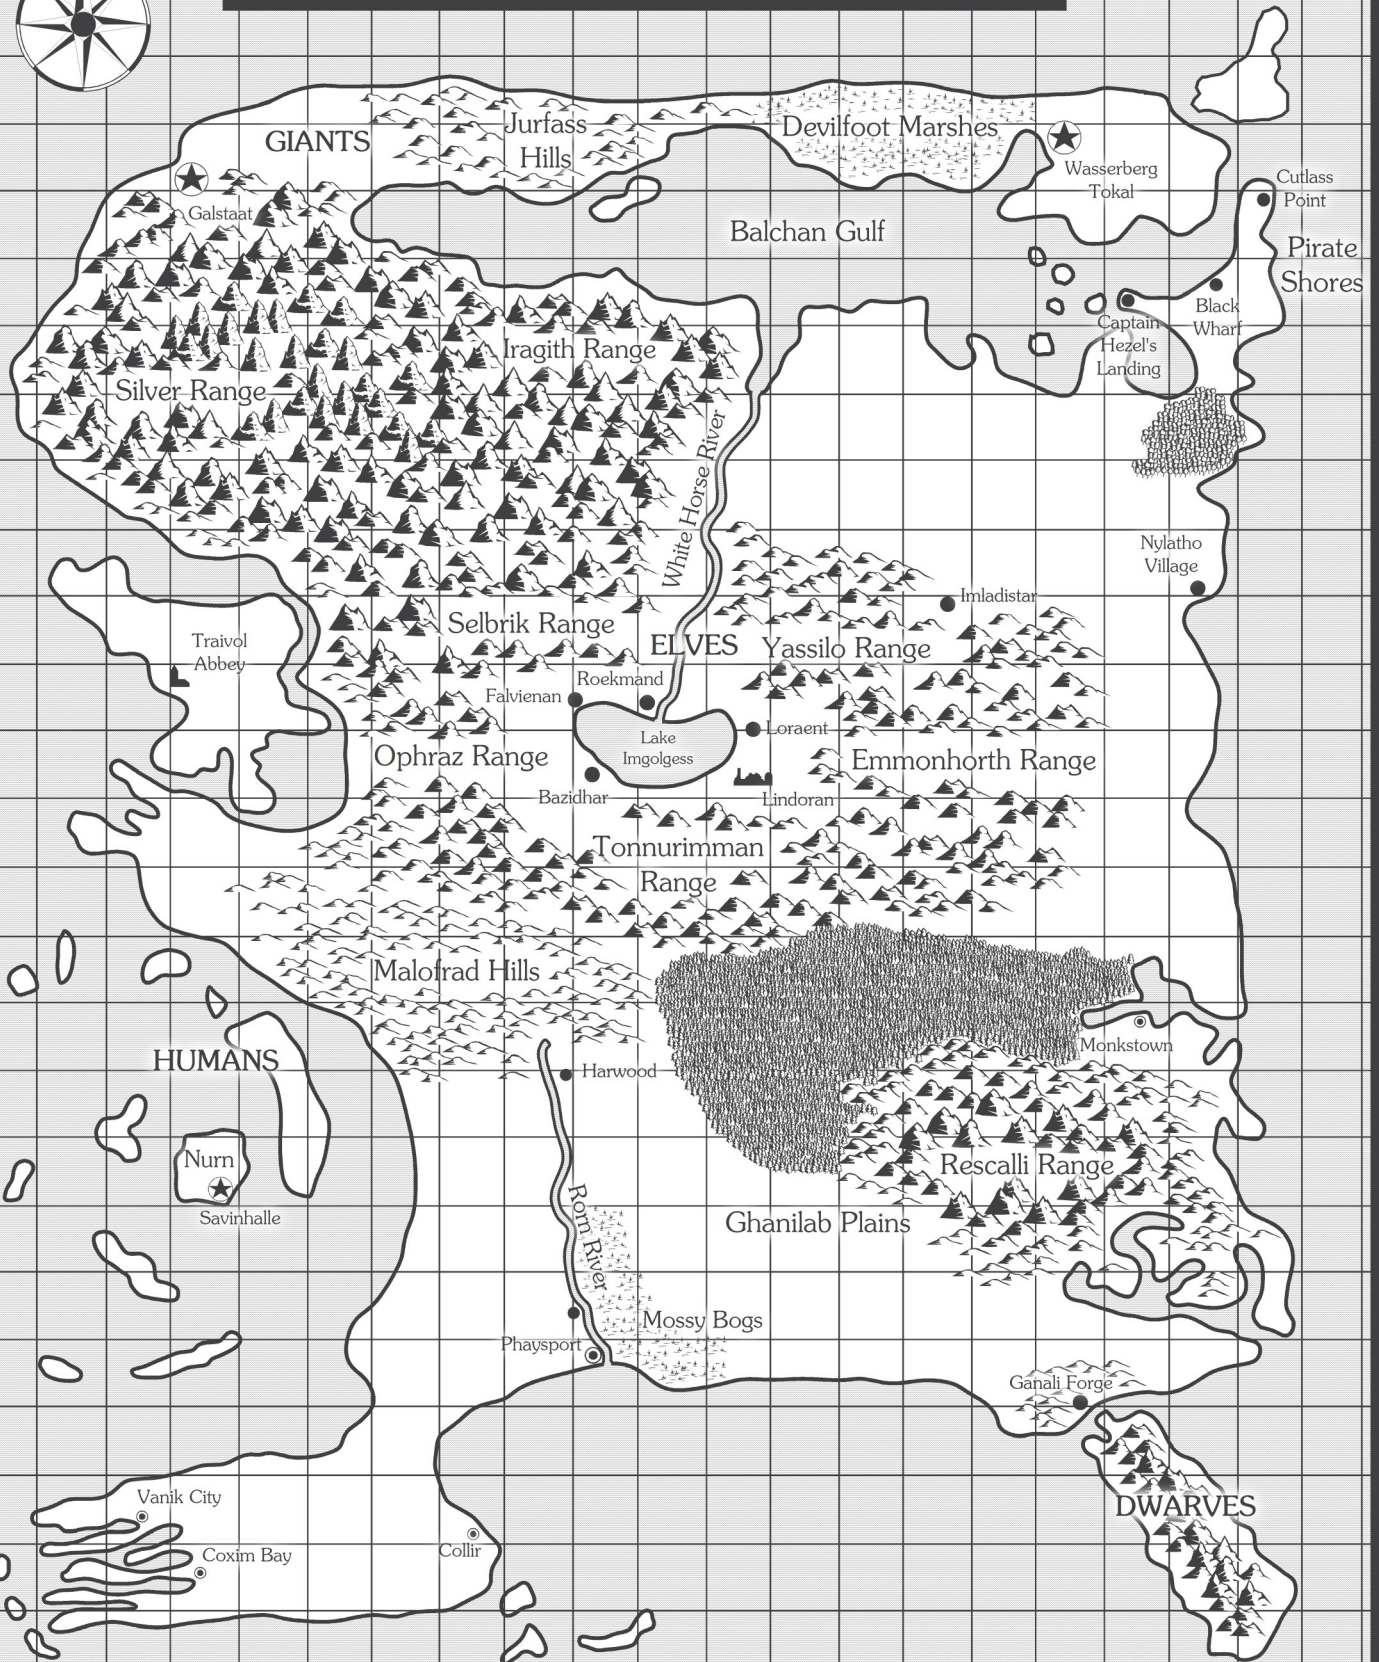 GIANTS
Jurfass
Hills
Devilfoot Marshes
Wasserberg
Tokal
Cutlass
Point
Galstaat
Balchan Gulf
Pirate
Shores
Black
Wharf
Captain
Hezel's
Landing
Iragith Range
Silver Range
White Horse River
Nylatho
Village
Imladistar
Selbrik Range
ELVES
Yassilo Range
Traivol
Abbey
Roekmand
Falvienan
Loraent
Lake
Imgolgess
Ophraz Range
Emmonhorth Range
Bazidhar
Lindoran
Tonnurimman
Range
Malofrad Hills
Monkstown
HUMANS
Harwood
Nurn
Rescalli Range
Savinhalle
Rorn River
Ghanilab Plains
Mossy Bogs
Phaysport
Ganali Forge
Vanik City
DWARVES
Coxim Bay
Collir